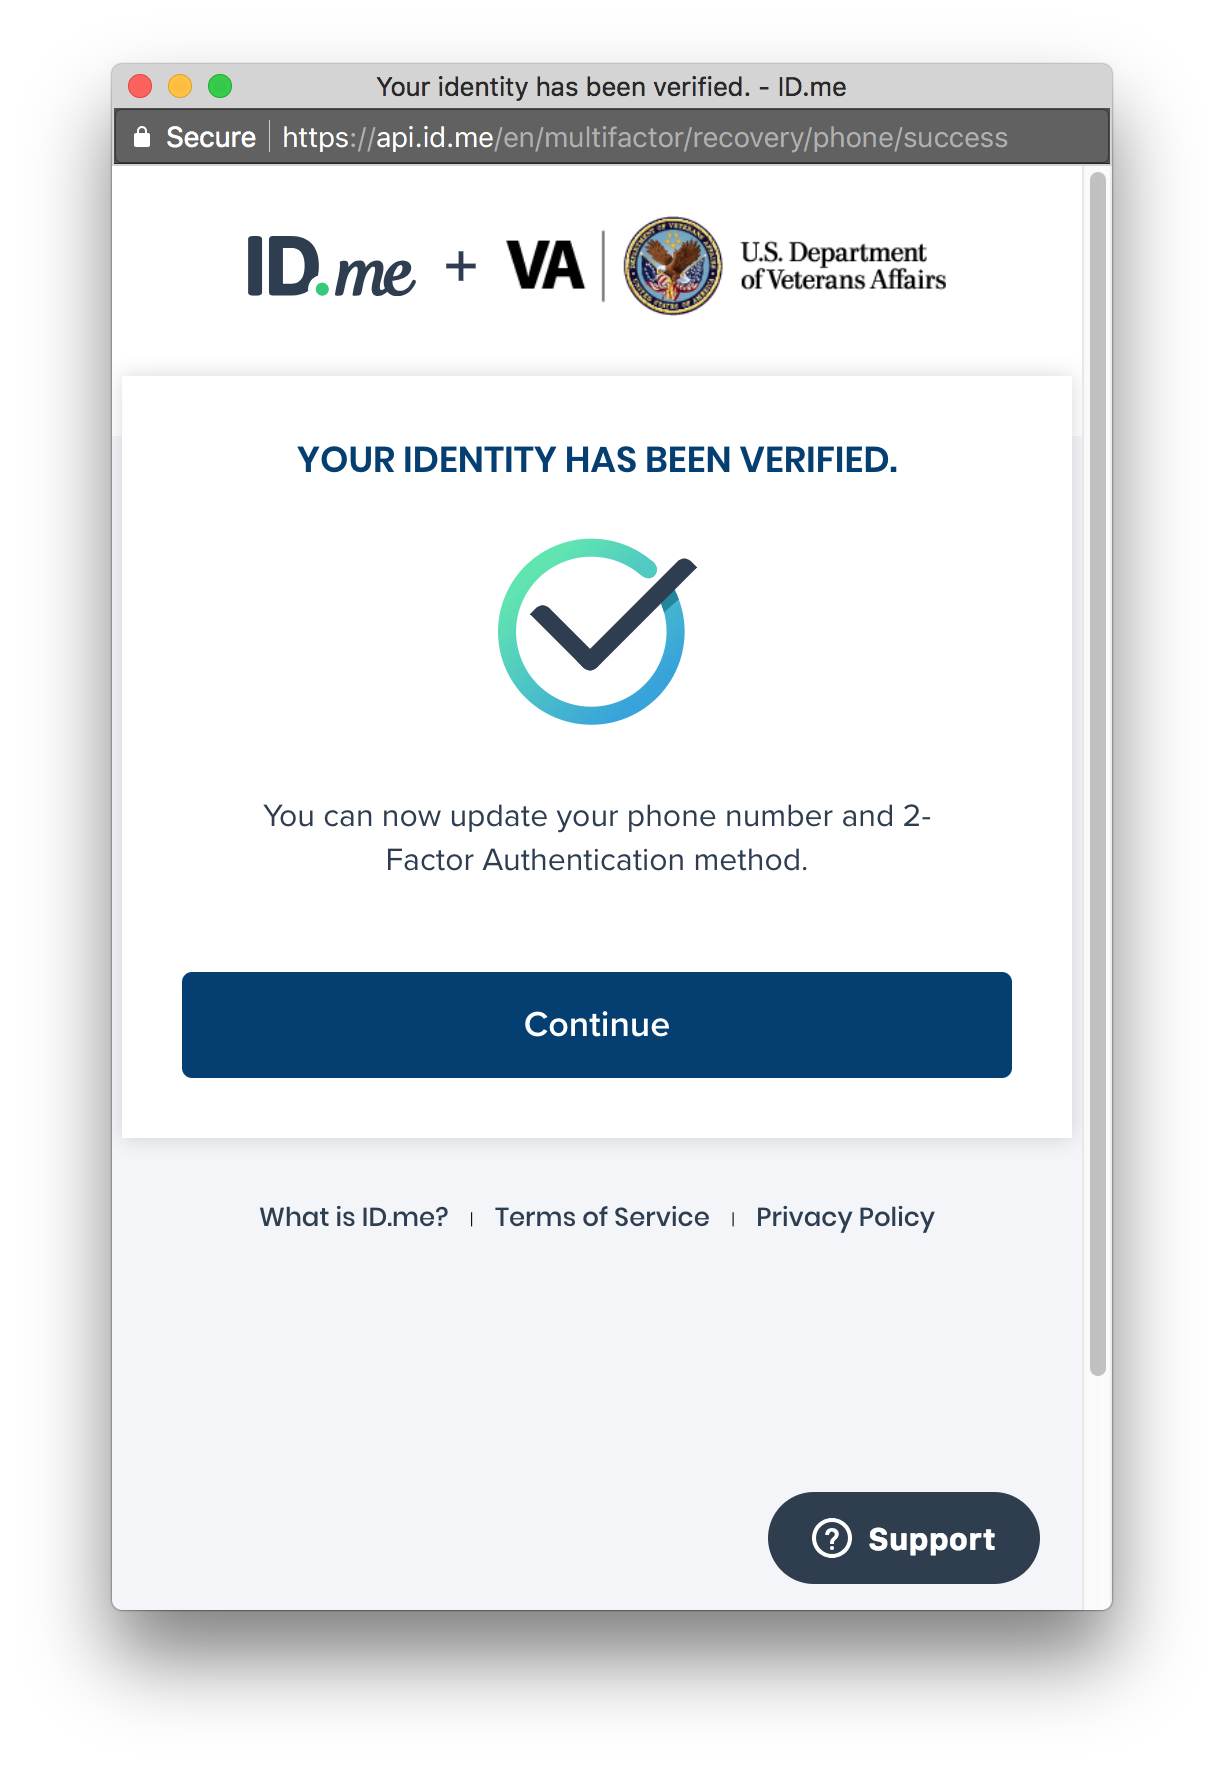 Your identity has been verified. - ID.me
Secure https://api.id.me/en/multifactor/recovery/phone/success
ID.me + VA U.S. Department
of Veterans Affairs
YOUR IDENTITY HAS BEEN VERIFIED.
You can now update your phone number and 2-
Factor Authentication method.
Continue
What is ID.me? | Terms of Service | Privacy Policy
? Support